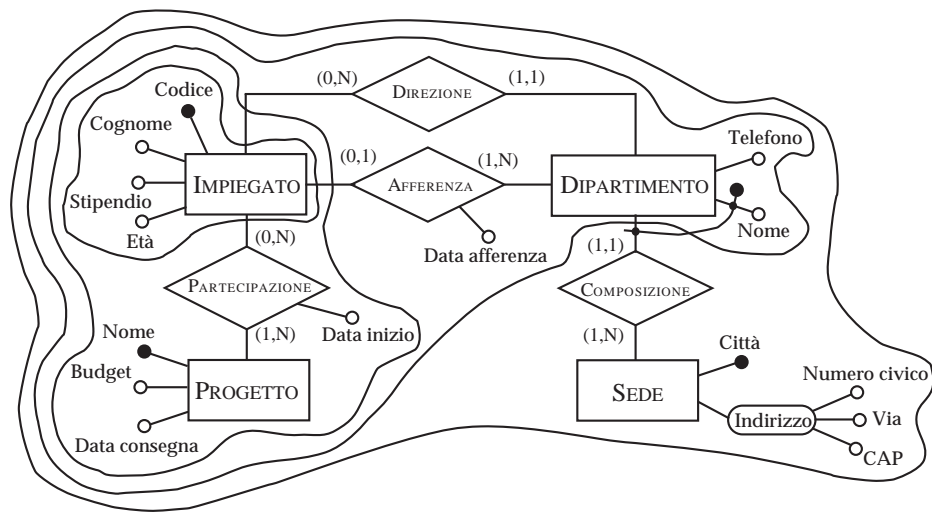 (0,N)
DIREZIONE
(1,1)
Codice
Cognome
Stipendio
Età
IMPIEGATO
(0,1)
AFFERENZA
(1,N)
Data afferenza
DIPARTIMENTO
Telefono
Nome
(0,N)
PARTECIPAZIONE
Data inizio
(1,N)
(1,1)
COMPOSIZIONE
(1,N)
Nome
Budget
Data consegna
PROGETTO
SEDE
Città
Indirizzo
Numero civico
Via
CAP